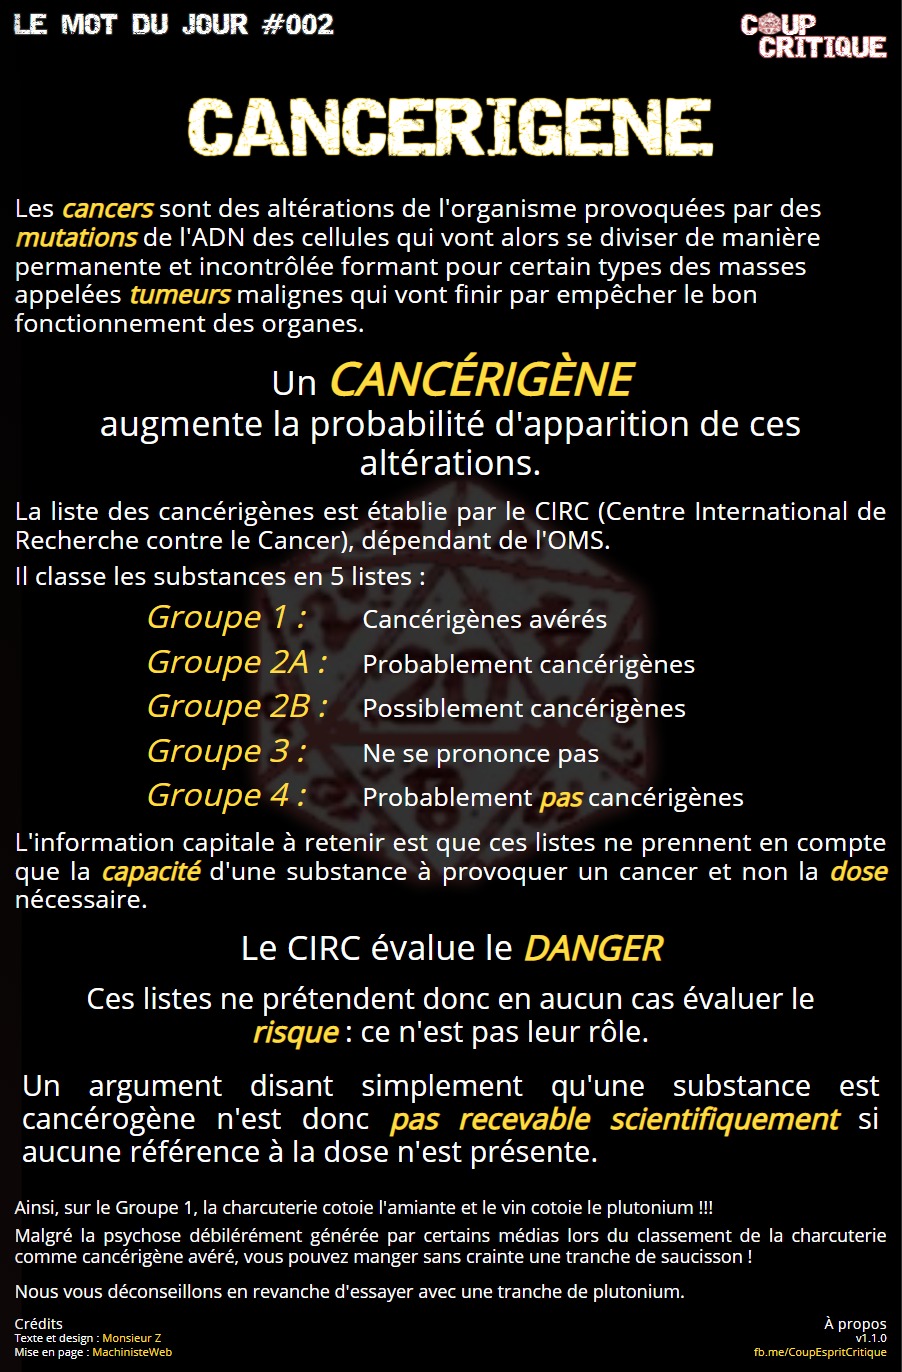 LE MOT DU JOUR #002
COUP
CRITIQUE
CANCERIGENE
Les cancers sont des altérations de l'organisme provoquées par des
mutations de l'ADN des cellules qui vont alors se diviser de manière
permanente et incontrôlée formant pour certain types des masses
appelées tumeurs malignes qui vont finir par empêcher le bon
fonctionnement des organes.
Un CANCÉRIGÈNE
augmente la probabilité d'apparition de ces
altérations.
La liste des cancérigènes est établie par le CIRC (Centre International de
Recherche contre le Cancer), dépendant de l'OMS.
Il classe les substances en 5 listes :
Groupe 1 : Cancérigènes avérés
Groupe 2A : Probablement cancérigènes
Groupe 2B : Possiblement cancérigènes
Groupe 3 : Ne se prononce pas
Groupe 4 : Probablement pas cancérigènes
L'information capitale à retenir est que ces listes ne prennent en compte
que la capacité d'une substance à provoquer un cancer et non la dose
nécessaire.
Le CIRC évalue le DANGER
Ces listes ne prétendent donc en aucun cas évaluer le
risque : ce n'est pas leur rôle.
Un argument disant simplement qu'une substance est
cancérogène n'est donc pas recevable scientifiquement si
aucune référence à la dose n'est présente.
Ainsi, sur le Groupe 1, la charcuterie cotoie l'amiante et le vin cotoie le plutonium !!!
Malgré la psychose débilérément générée par certains médias lors du classement de la charcuterie
comme cancérigène avéré, vous pouvez manger sans crainte une tranche de saucisson !
Nous vous déconseillons en revanche d'essayer avec une tranche de plutonium.
Crédits
Texte et design : Monsieur Z
Mise en page : MachinisteWeb
À propos
v1.1.0
fb.me/CoupEspritCritique